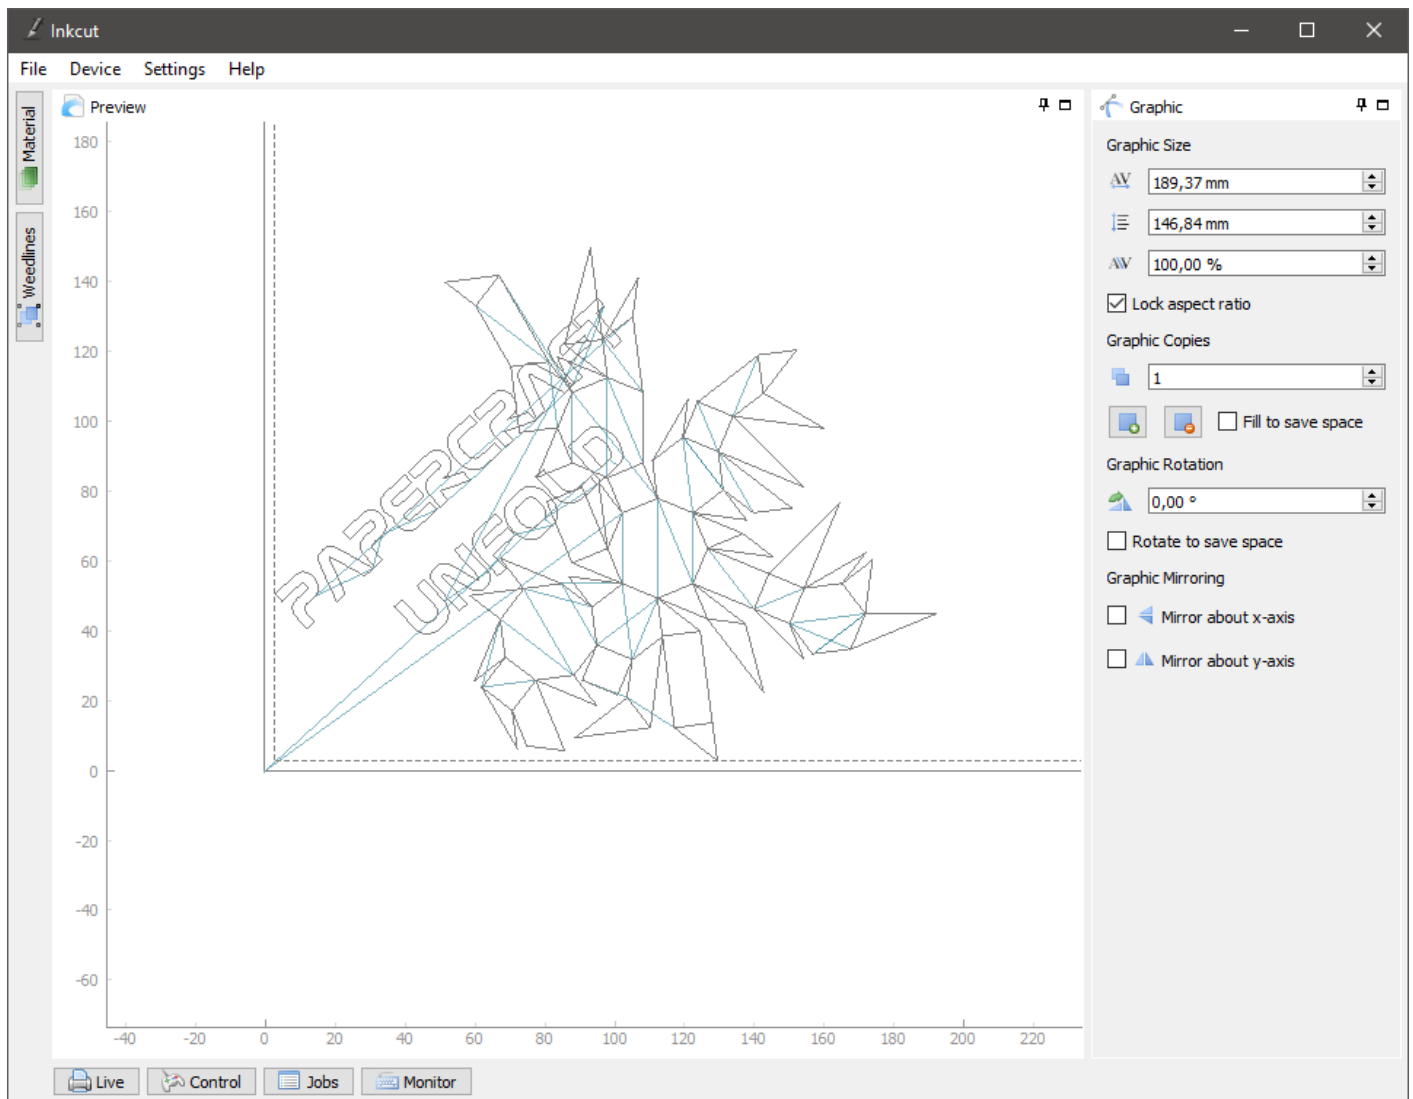 Inkcut
File Device Settings Help
Material
Weedlines
Preview
180
160
140
120
100
80
60
40
20
0
-20
-40
-60
-40 -20 0 20 40 60 80 100 120 140 160 180 200 220
PAPERCRAFT
UNFOLD
Graphic
Graphic Size
189,37 mm
146,84 mm
100,00 %
Lock aspect ratio
Graphic Copies
1
Fill to save space
Graphic Rotation
0,00 °
Rotate to save space
Graphic Mirroring
Mirror about x-axis
Mirror about y-axis
Live Control Jobs Monitor